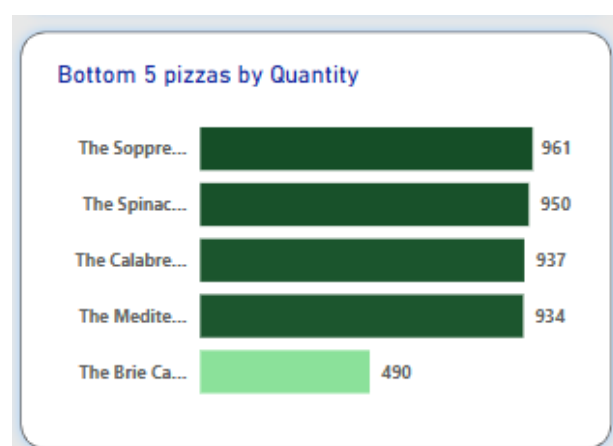 Bottom 5 pizzas by Quantity
The Soppre... 961
The Spinac... 950
The Calabre... 937
The Medite... 934
The Brie Ca... 490